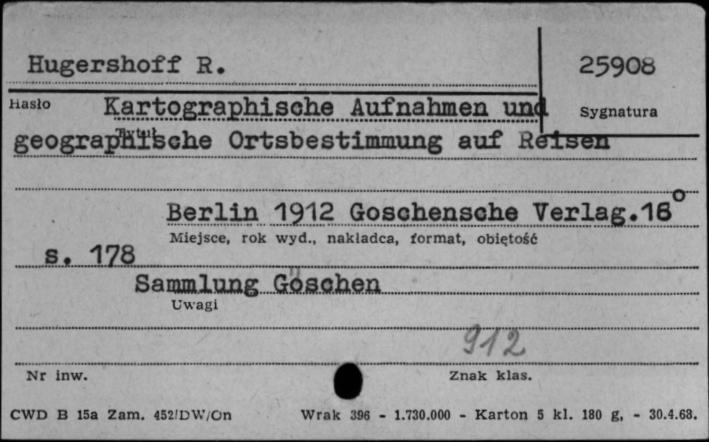 Hugershoff R.
25908
Hasło
Kartographische Aufnahmen und
Sygnatura
Tytuł
geographische Ortsbestimmung auf Reisen
Berlin 1912 Goschensche Verlag.16°
Miejsce, rok wyd., nakładca, format, objętość
s. 178
Sammlung Göschen
Uwagi
912
Nr inw.
Znak klas.
CWD B 15a Zam. 452/DW/On Wrak 396 - 1.730.000 - Karton 5 kl. 180 g, - 30.4.68.